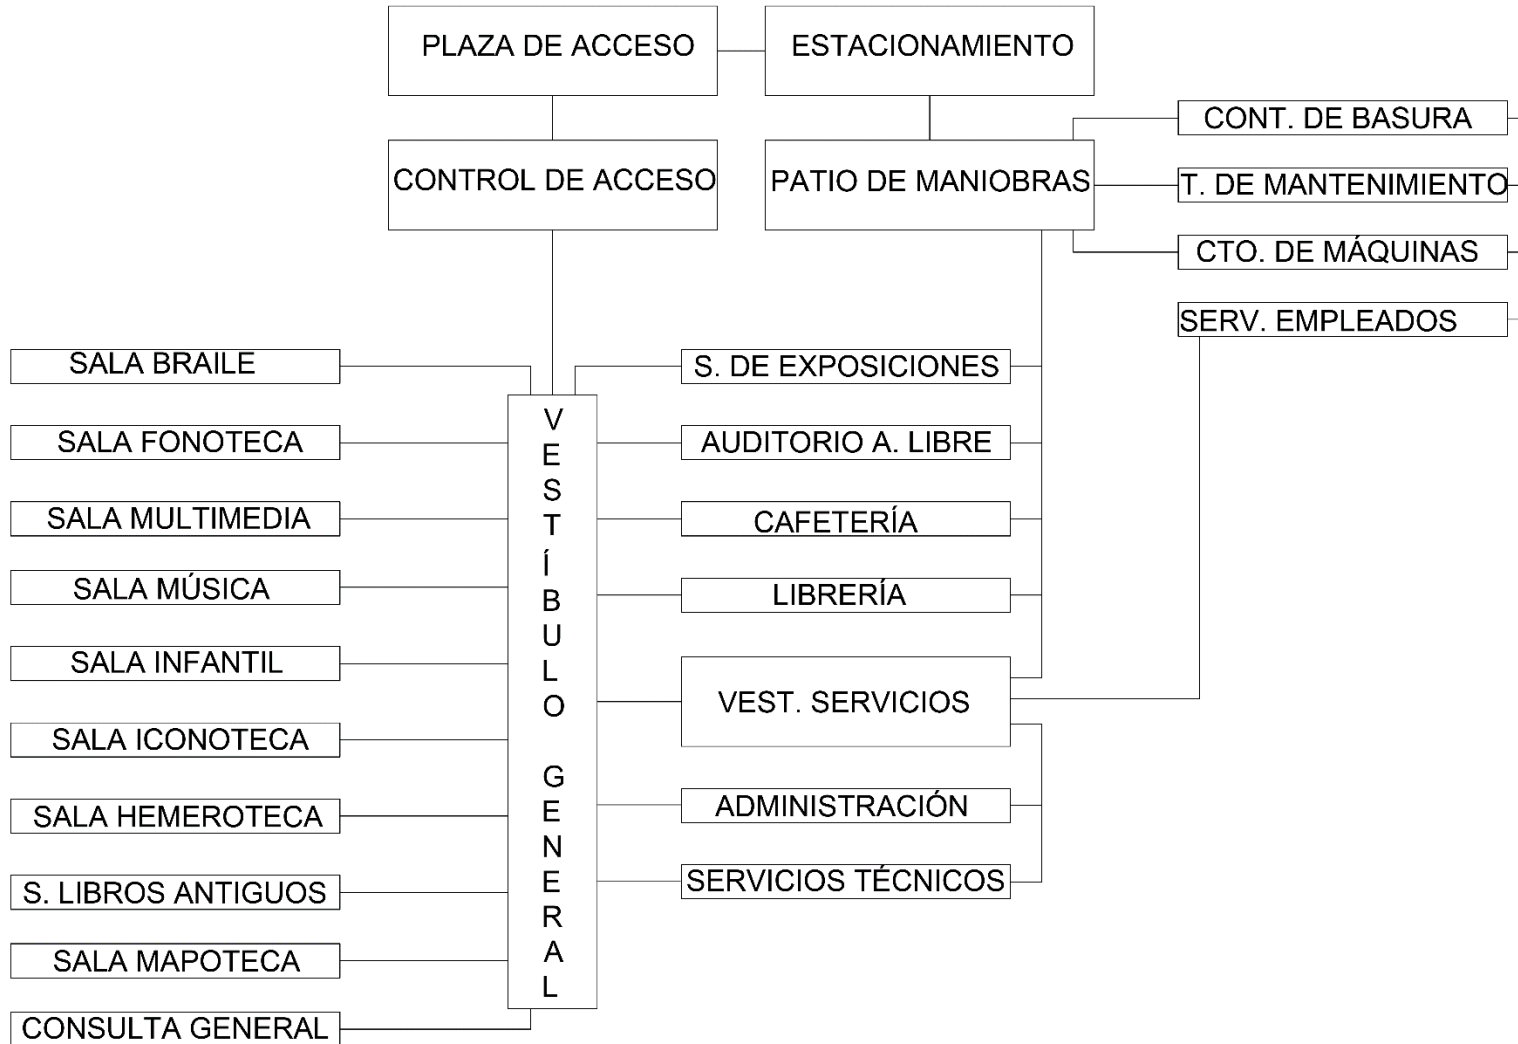 PLAZA DE ACCESO
ESTACIONAMIENTO
CONTROL DE ACCESO
PATIO DE MANIOBRAS
CONT. DE BASURA
T. DE MANTENIMIENTO
CTO. DE MÁQUINAS
SERV. EMPLEADOS
SALA BRAILE
SALA FONOTECA
SALA MULTIMEDIA
SALA MÚSICA
SALA INFANTIL
SALA ICONOTECA
SALA HEMEROTECA
S. LIBROS ANTIGUOS
SALA MAPOTECA
CONSULTA GENERAL
VESTÍBULO GENERAL
S. DE EXPOSICIONES
AUDITORIO A. LIBRE
CAFETERÍA
LIBRERÍA
VEST. SERVICIOS
ADMINISTRACIÓN
SERVICIOS TÉCNICOS